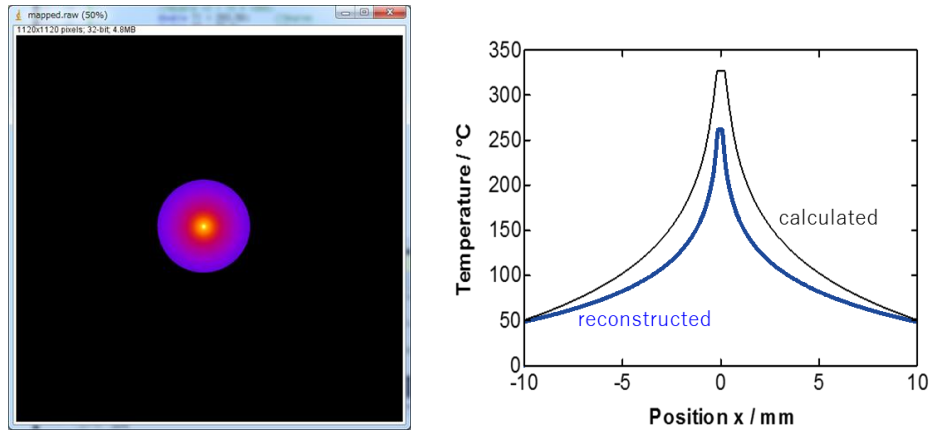 mapped.raw (50%)
1120x1120 pixels; 32-bit; 4.8MB
350
300
250
200
150
100
50
0
Temperature / °C
calculated
reconstructed
-10
-5
0
5
10
Position x / mm